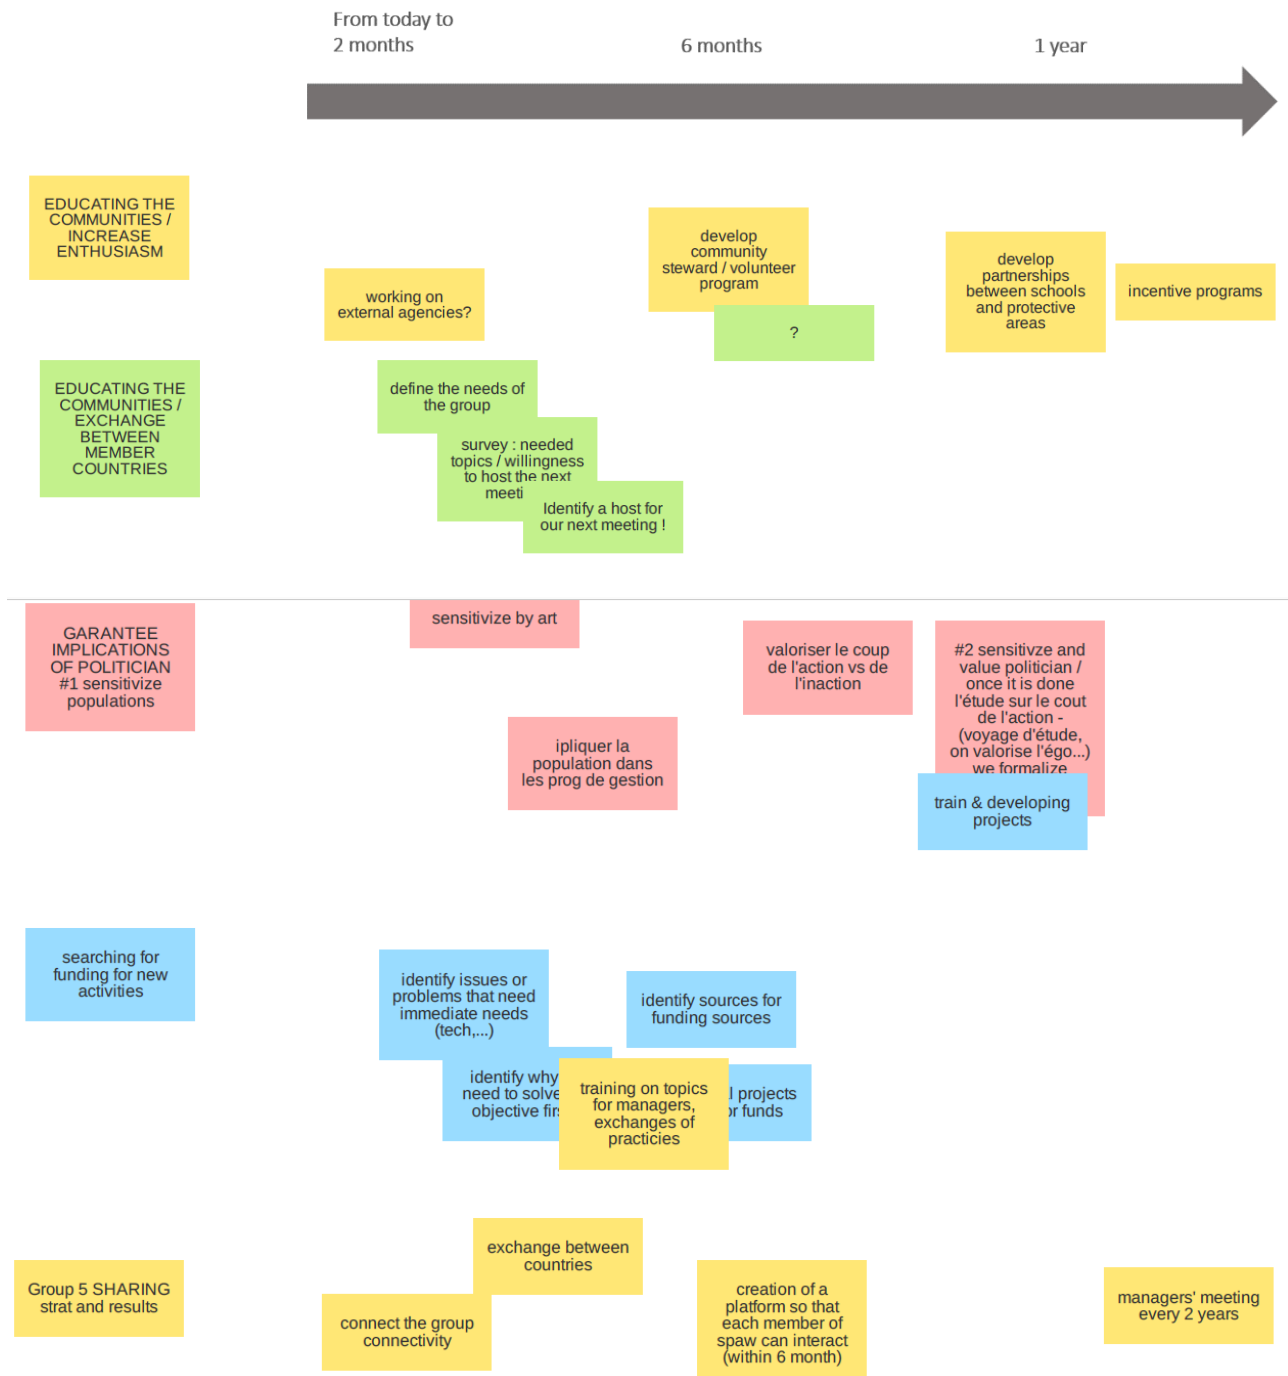 From today to
2 months
6 months
1 year
EDUCATING THE
COMMUNITIES /
INCREASE
ENTHUSIASM
working on
external agencies?
develop
community
steward / volunteer
program
?
develop
partnerships
between schools
and protective
areas
incentive programs
EDUCATING THE
COMMUNITIES /
EXCHANGE
BETWEEN
MEMBER
COUNTRIES
define the needs of
the group
survey : needed
topics / willingness
to host the next
Identify a host for
our next meeting !
GARANTEE
IMPLICATIONS
OF POLITICIAN
#1 sensitivize
populations
sensitivize by art
ipliquer la
population dans
les prog de gestion
valoriser le coup
de l'action vs de
l'inaction
#2 sensitivze and
value politician /
once it is done
l'étude sur le cout
de l'action -
(voyage d'étude,
on valorise l'égo...)
we formalize
train & developing
projects
searching for
funding for new
activities
identify issues or
problems that need
immediate needs
(tech,...)
identify why
need to solve
objective
identify sources for
funding sources
projects
funds
training on topics
for managers,
exchanges of
practicies
Group 5 SHARING
strat and results
exchange between
countries
connect the group
connectivity
creation of a
platform so that
each member of
spaw can interact
(within 6 month)
managers' meeting
every 2 years